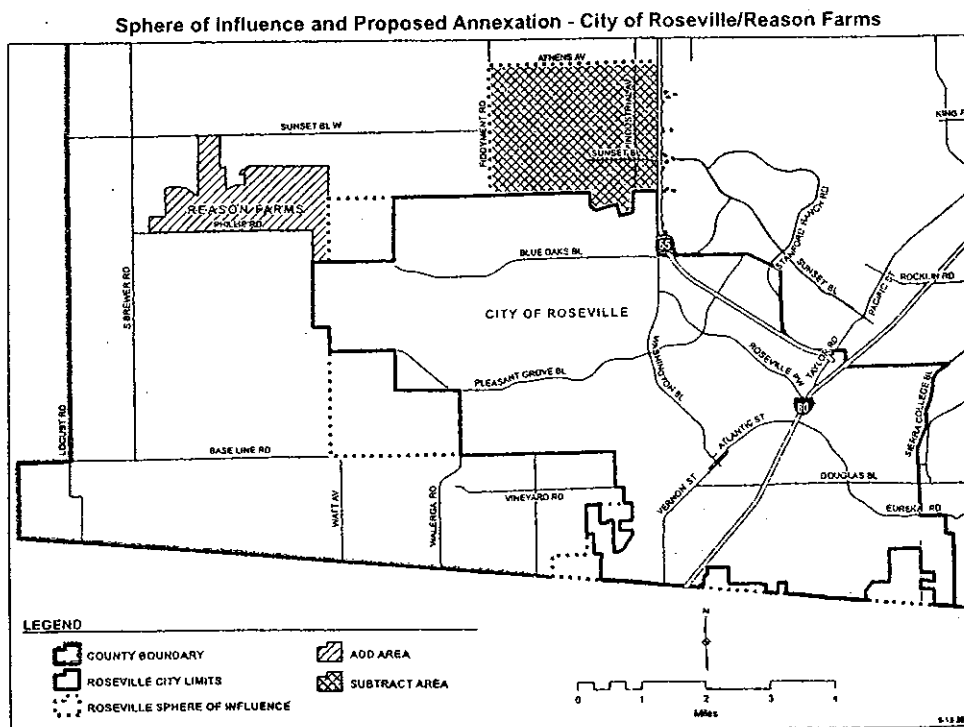 Sphere of Influence and Proposed Annexation - City of Roseville/Reason Farms
ATHENS AV
FIDDYMENT RD
INDUSTRIAL AV
SUNSET BL W
SUNSET BL
REASON FARMS
PHILLIP RD
S BREWER RD
LOCUST RD
65
BLUE OAKS BL
STANFORD RANCH RD
SUNSET BL
PACIFIC ST
ROCKLIN RD
CITY OF ROSEVILLE
WASHINGTON BL
ROSEVILLE PW
TAYLOR RD
80
PLEASANT GROVE BL
SIERRA COLLEGE BL
ATLANTIC ST
BASE LINE RD
VERNON ST
DOUGLAS BL
WATT AV
WALERGA RD
VINEYARD RD
EUREKA RD
LEGEND
COUNTY BOUNDARY
ROSEVILLE CITY LIMITS
ROSEVILLE SPHERE OF INFLUENCE
ADD AREA
SUBTRACT AREA
N
0 1 2 3 4
Miles